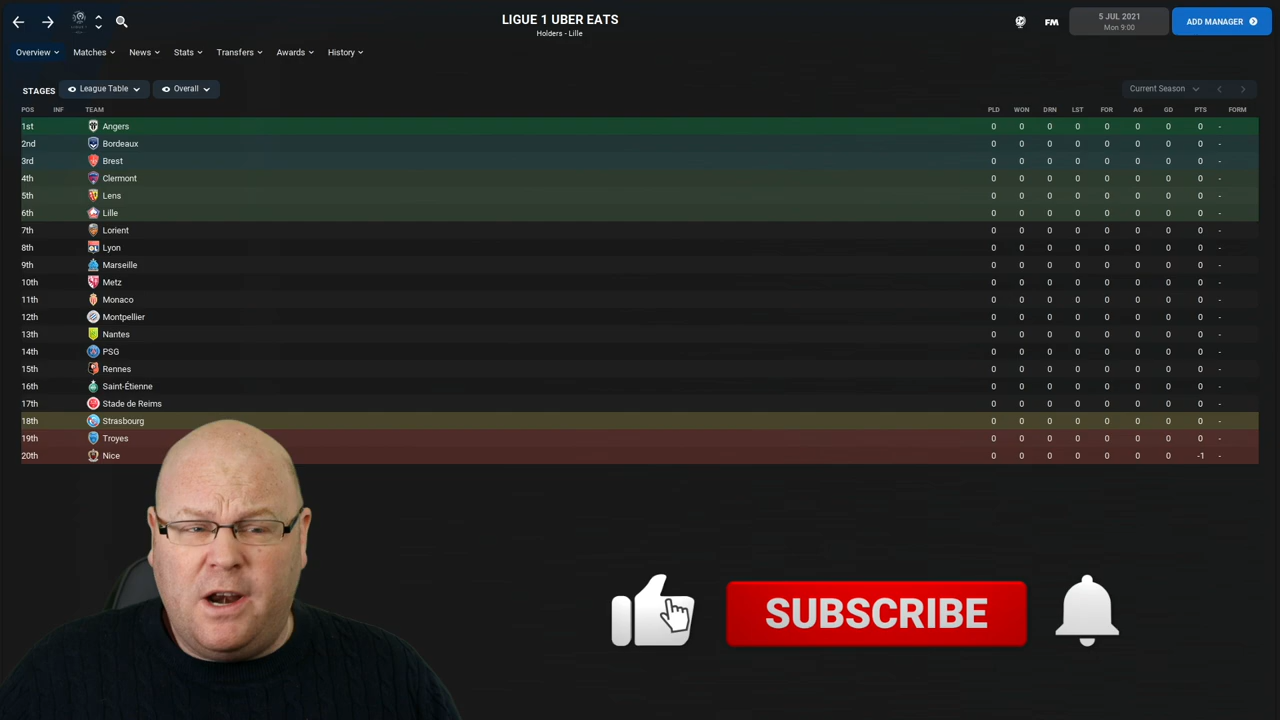 LIGUE 1 UBER EATS
Holders - Lille
FM
5 JUL 2021
Mon 9:00
ADD MANAGER
Overview Matches News Stats Transfers Awards History
STAGES League Table Overall Current Season
POS INF TEAM PLD WON DRN LST FOR AG GD PTS FORM
1st Angers 0 0 0 0 0 0 0 0 -
2nd Bordeaux 0 0 0 0 0 0 0 0 -
3rd Brest 0 0 0 0 0 0 0 0 -
4th Clermont 0 0 0 0 0 0 0 0 -
5th Lens 0 0 0 0 0 0 0 0 -
6th Lille 0 0 0 0 0 0 0 0 -
7th Lorient 0 0 0 0 0 0 0 0 -
8th Lyon 0 0 0 0 0 0 0 0 -
9th Marseille 0 0 0 0 0 0 0 0 -
10th Metz 0 0 0 0 0 0 0 0 -
11th Monaco 0 0 0 0 0 0 0 0 -
12th Montpellier 0 0 0 0 0 0 0 0 -
13th Nantes 0 0 0 0 0 0 0 0 -
14th PSG 0 0 0 0 0 0 0 0 -
15th Rennes 0 0 0 0 0 0 0 0 -
16th Saint-Étienne 0 0 0 0 0 0 0 0 -
17th Stade de Reims 0 0 0 0 0 0 0 0 -
18th Strasbourg 0 0 0 0 0 0 0 0 -
19th Troyes 0 0 0 0 0 0 0 0 -
20th Nice 0 0 0 0 0 0 0 -1 -
SUBSCRIBE